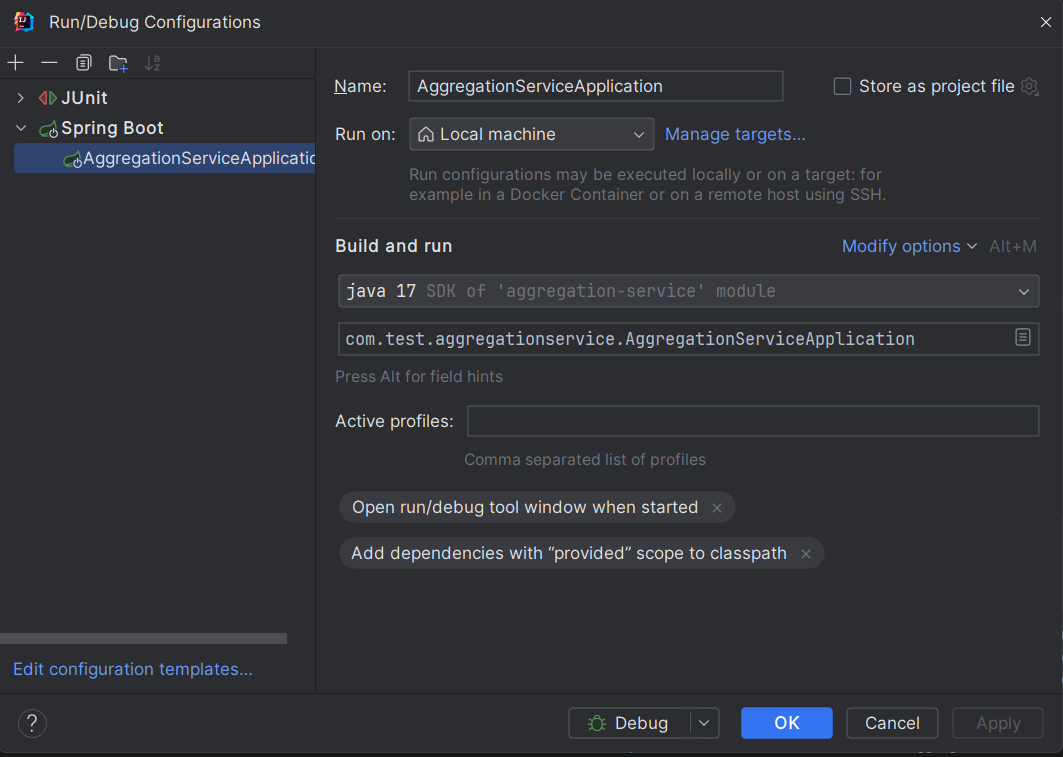 Run/Debug Configurations
JUnit
Spring Boot
AggregationServiceApplicatio
Edit configuration templates...
Name: AggregationServiceApplication Store as project file
Run on: Local machine Manage targets...
Run configurations may be executed locally or on a target: for
example in a Docker Container or on a remote host using SSH.
Build and run Modify options Alt+M
java 17 SDK of 'aggregation-service' module
com.test.aggregationservice.AggregationServiceApplication
Press Alt for field hints
Active profiles:
Comma separated list of profiles
Open run/debug tool window when started
Add dependencies with “provided” scope to classpath
? Debug OK Cancel Apply